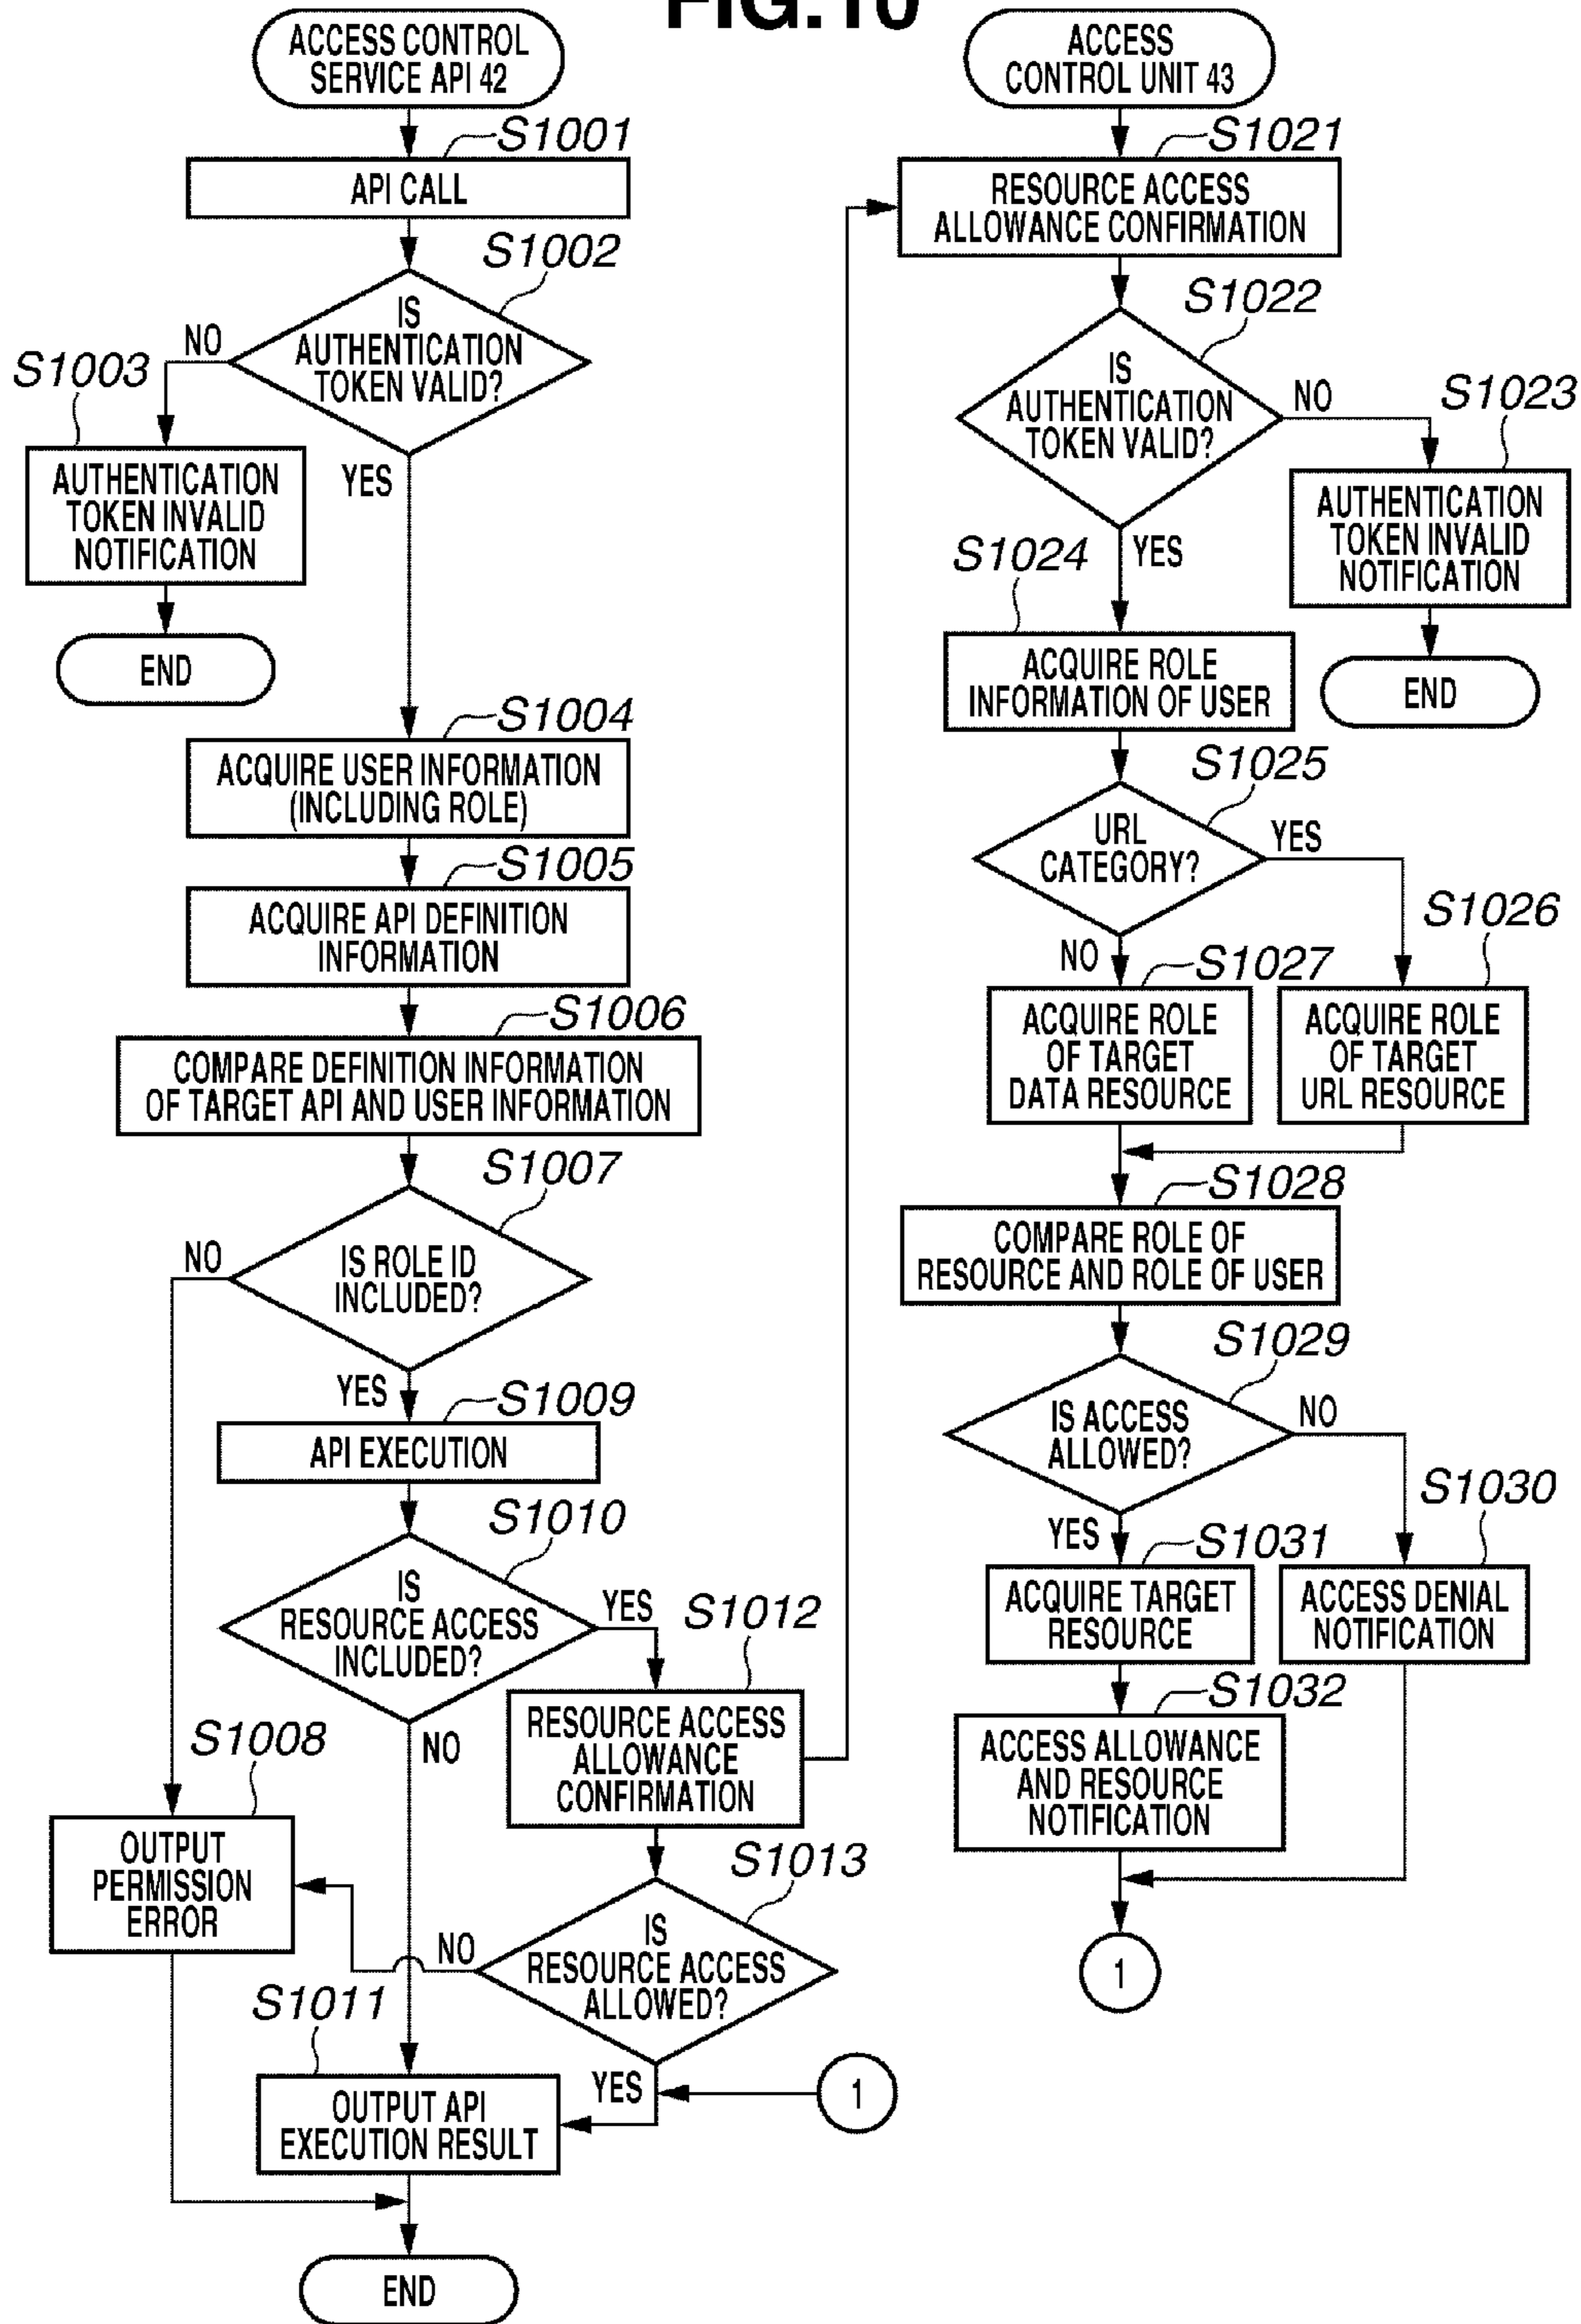 FIG.10
ACCESS CONTROL
SERVICE API 42
S1001
API CALL
S1002
IS
AUTHENTICATION
TOKEN VALID?
NO
S1003
YES
AUTHENTICATION
TOKEN INVALID
NOTIFICATION
END
S1004
ACQUIRE USER INFORMATION
(INCLUDING ROLE)
S1005
ACQUIRE API DEFINITION
INFORMATION
S1006
COMPARE DEFINITION INFORMATION
OF TARGET API AND USER INFORMATION
S1007
NO
IS ROLE ID
INCLUDED?
YES
S1009
API EXECUTION
S1010
IS
RESOURCE ACCESS
INCLUDED?
YES
S1012
NO
RESOURCE ACCESS
ALLOWANCE
CONFIRMATION
S1008
OUTPUT
PERMISSION
ERROR
S1013
NO
IS
RESOURCE ACCESS
ALLOWED?
S1011
YES
1
OUTPUT API
EXECUTION RESULT
END
ACCESS
CONTROL UNIT 43
S1021
RESOURCE ACCESS
ALLOWANCE CONFIRMATION
S1022
IS
AUTHENTICATION
TOKEN VALID?
NO
S1023
AUTHENTICATION
TOKEN INVALID
NOTIFICATION
END
YES
S1024
ACQUIRE ROLE
INFORMATION OF USER
S1025
URL
CATEGORY?
YES
S1026
NO
S1027
ACQUIRE ROLE
OF TARGET
DATA RESOURCE
ACQUIRE ROLE
OF TARGET
URL RESOURCE
S1028
COMPARE ROLE OF
RESOURCE AND ROLE OF USER
S1029
IS ACCESS
ALLOWED?
NO
S1030
YES
S1031
ACQUIRE TARGET
RESOURCE
ACCESS DENIAL
NOTIFICATION
S1032
ACCESS ALLOWANCE
AND RESOURCE
NOTIFICATION
1